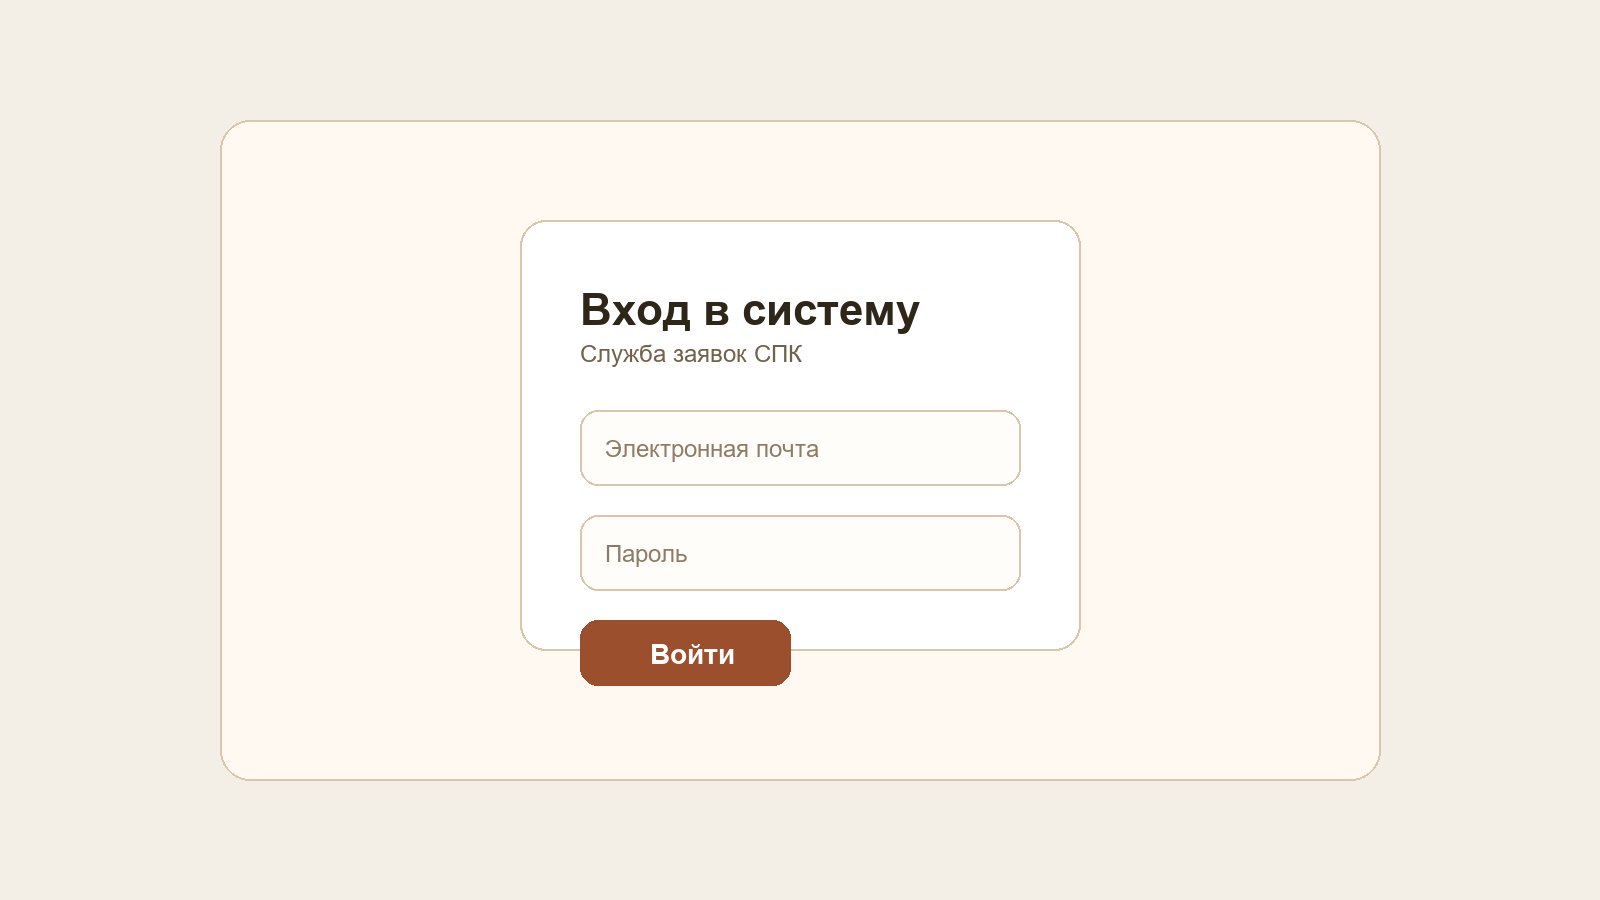 Вход в систему
Служба заявок СПК
Электронная почта
Пароль
Войти